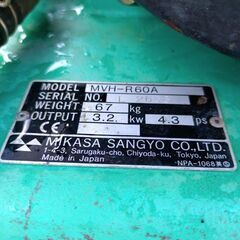 MODEL MVH-R60A
SERIAL NO.
WEIGHT 67 kg
OUTPUT 3.2 kw 4.3 ps
MIKASA SANGYO CO., LTD.
1-4-3, Sarugaku-cho, Chiyoda-ku, Tokyo, Japan
Made in Japan NPA-1068